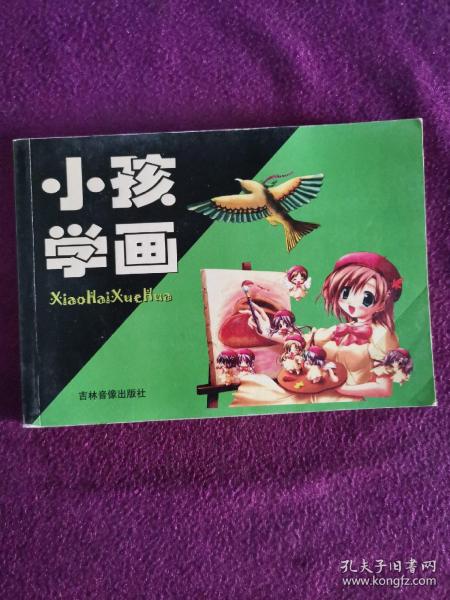 小孩
学画
XiaoHaiXueHua
吉林音像出版社
孔夫子旧书网
www.kongfz.com